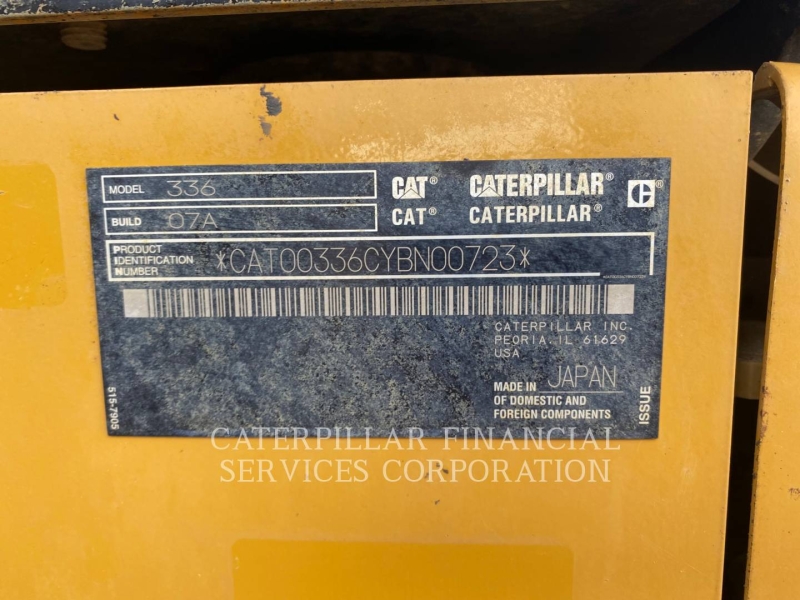 MODEL 336
CAT® CATERPILLAR®
BUILD 07A
CAT® CATERPILLAR®
PRODUCT
IDENTIFICATION
NUMBER
*CAT00336CYBN00723*
CATERPILLAR INC.
PEORIA, IL 61629
USA
MADE IN JAPAN
OF DOMESTIC AND
FOREIGN COMPONENTS
ISSUE
515-7905
CATERPILLAR FINANCIAL
SERVICES CORPORATION